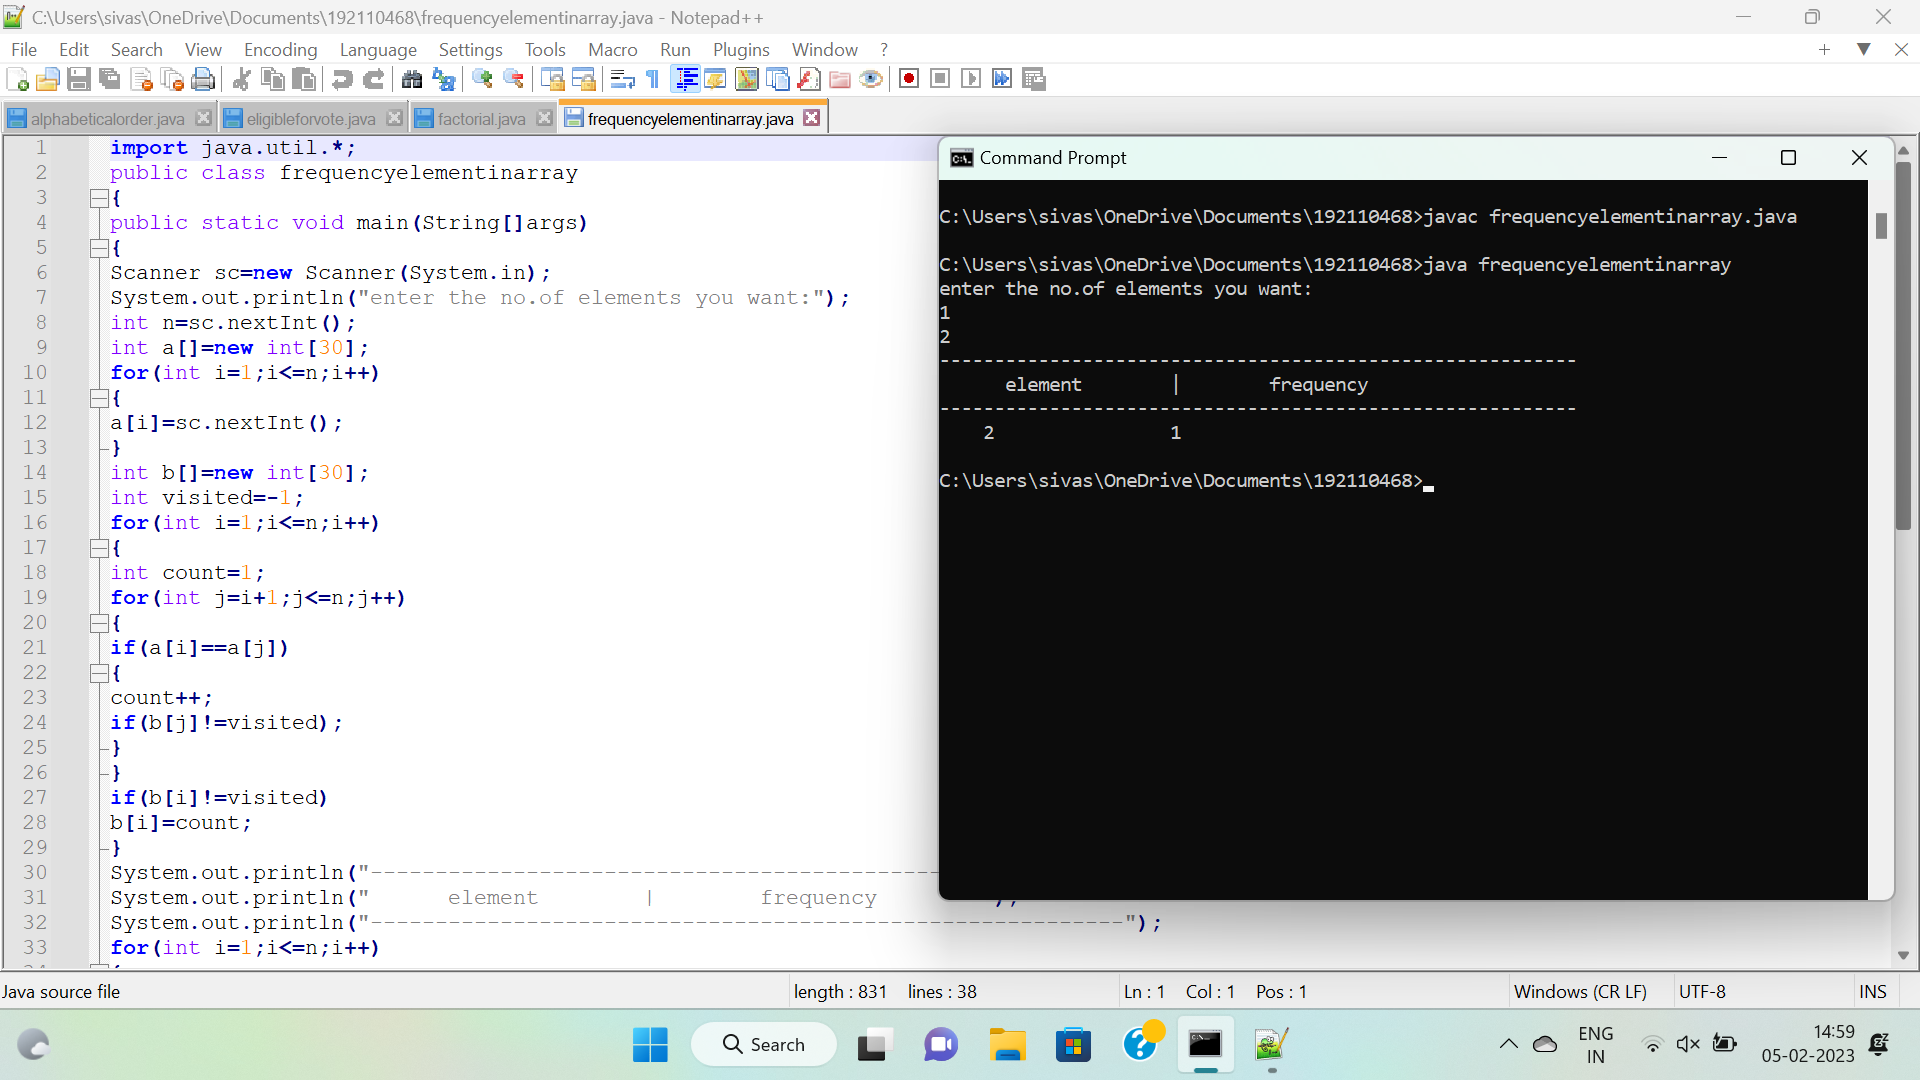 C:\Users\sivas\OneDrive\Documents\192110468\frequencyelementinarray.java - Notepad++
File Edit Search View Encoding Language Settings Tools Macro Run Plugins Window ?
alphabeticalorder.java eligibleforvote.java factorial.java frequencyelementinarray.java
1 import java.util.*;
2 public class frequencyelementinarray
3 {
4 public static void main(String[]args)
5 {
6 Scanner sc=new Scanner(System.in);
7 System.out.println("enter the no.of elements you want:");
8 int n=sc.nextInt();
9 int a[]=new int[30];
10 for(int i=1;i<=n;i++)
11 {
12 a[i]=sc.nextInt();
13 }
14 int b[]=new int[30];
15 int visited=-1;
16 for(int i=1;i<=n;i++)
17 {
18 int count=1;
19 for(int j=i+1;j<=n;j++)
20 {
21 if(a[i]==a[j])
22 {
23 count++;
24 if(b[j]!=visited);
25 }
26 }
27 if(b[i]!=visited)
28 b[i]=count;
29 }
30 System.out.println("--------------------------------------------
31 System.out.println("      element        |        frequency         ");
32 System.out.println("----------------------------------------------------------");
33 for(int i=1;i<=n;i++)
Command Prompt
C:\Users\sivas\OneDrive\Documents\192110468>javac frequencyelementinarray.java
C:\Users\sivas\OneDrive\Documents\192110468>java frequencyelementinarray
enter the no.of elements you want:
1
2
----------------------------------------------------------
element        |        frequency
----------------------------------------------------------
2                1
C:\Users\sivas\OneDrive\Documents\192110468>
Java source file length : 831 lines : 38 Ln : 1 Col : 1 Pos : 1 Windows (CR LF) UTF-8 INS
Search
ENG
IN
14:59
05-02-2023